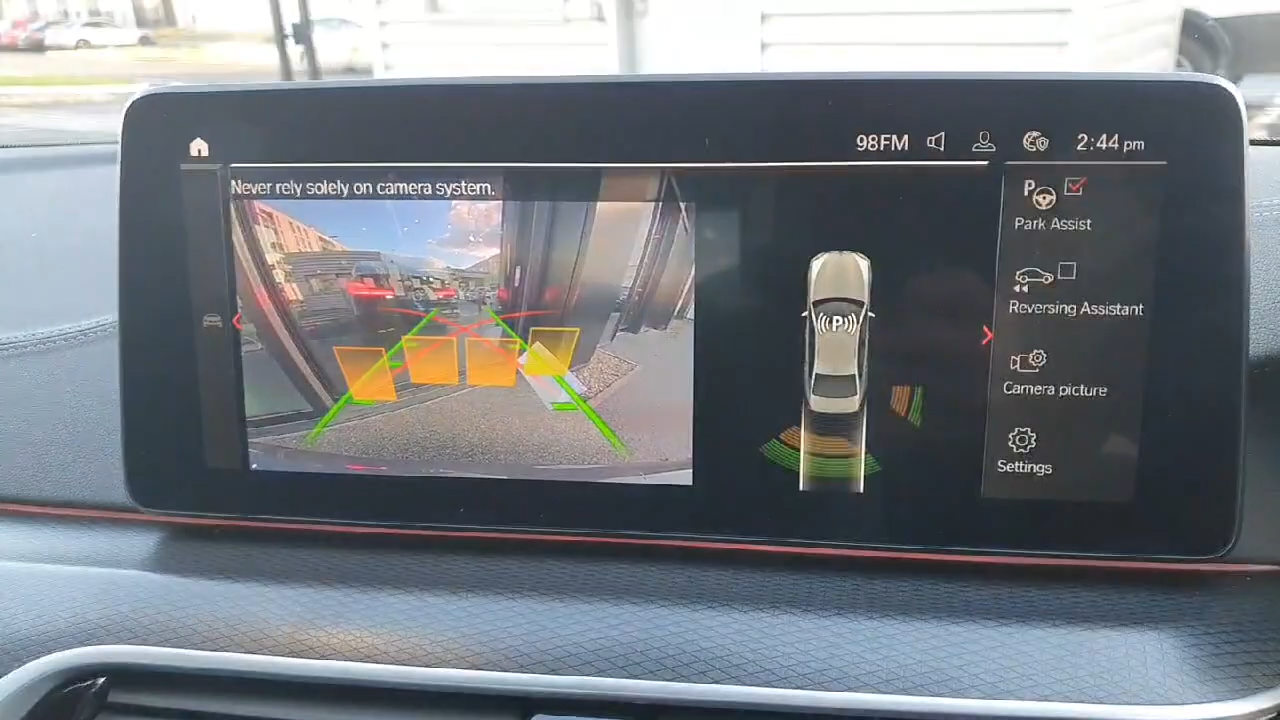 98FM
2:44 pm
Never rely solely on camera system.
P
Park Assist
Reversing Assistant
P
Camera picture
Settings